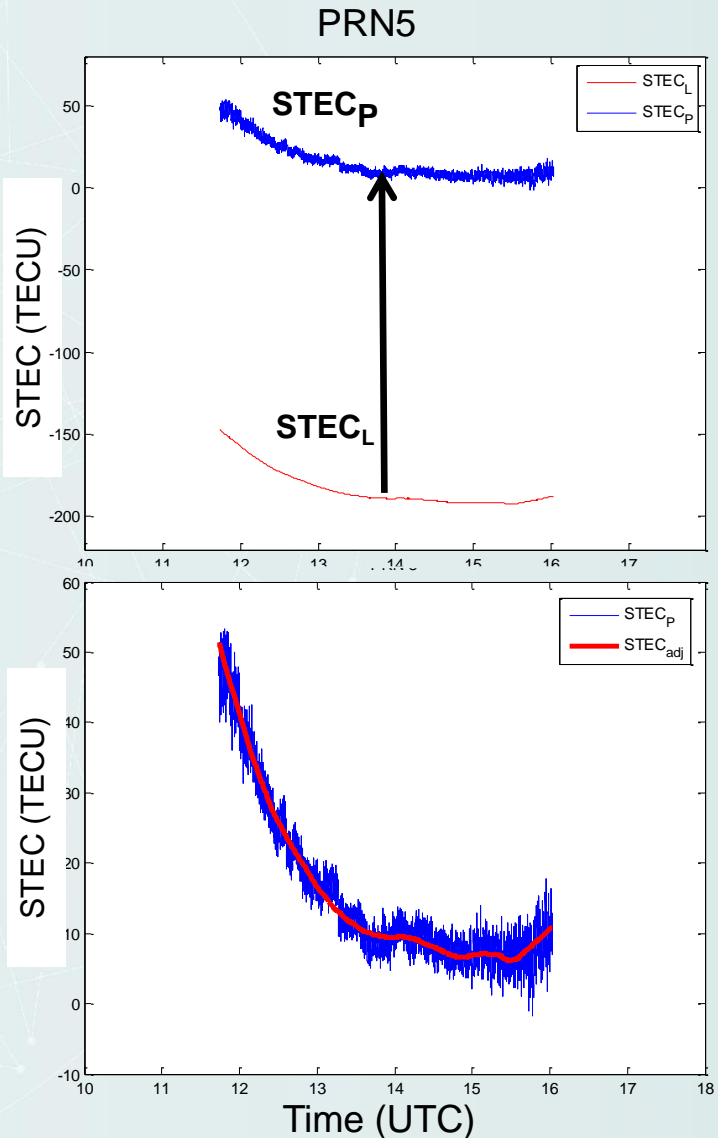 PRN5
STEC_L
STEC_P
STEC_P
STEC_L
STEC (TECU)
50
0
-50
-100
-150
-200
10 11 12 13 14 15 16 17
STEC_P
STEC_adj
STEC (TECU)
60
50
40
30
20
10
0
-10
10 11 12 13 14 15 16 17 18
Time (UTC)